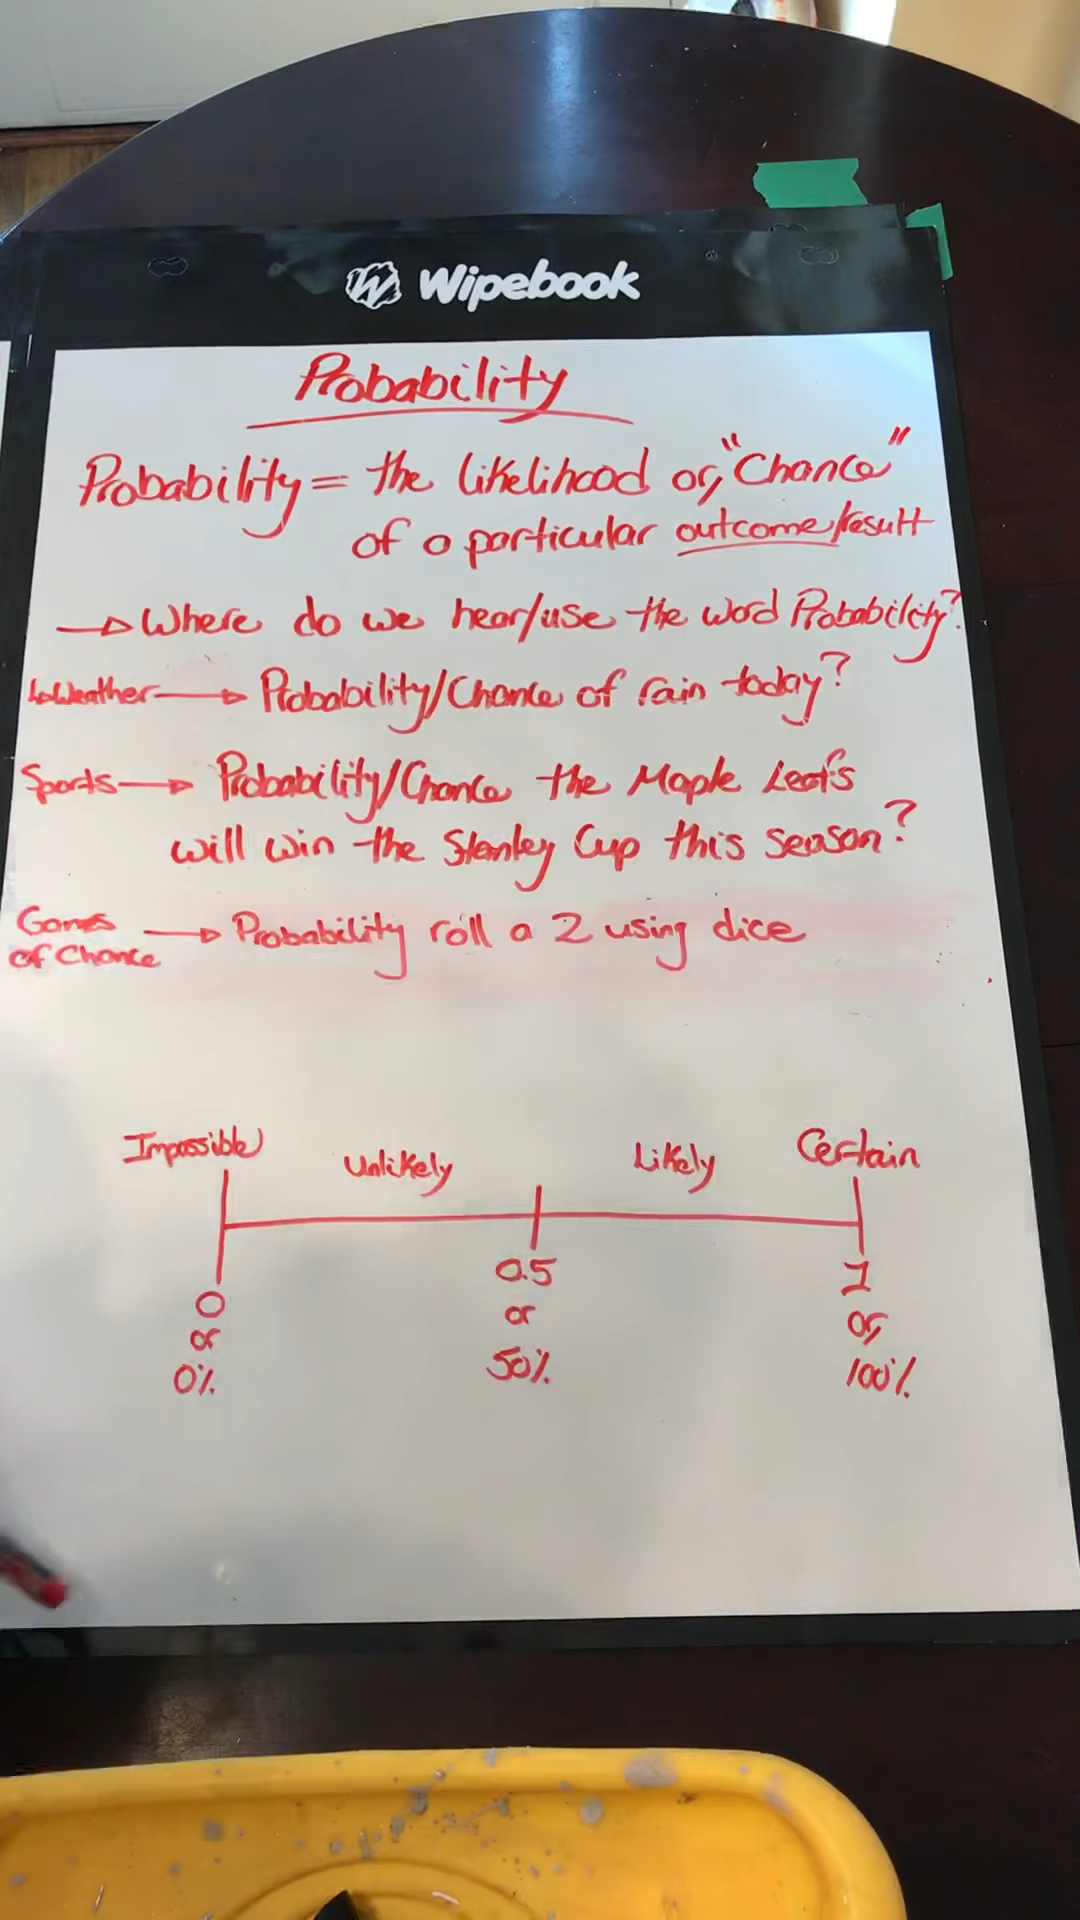 Wipebook
Probability
Probability = the likelihood or, "Chance"
of a particular outcome/result
→ Where do we hear/use the word Probability?
↳ Weather → Probability/Chance of rain today?
Sports → Probability/Chance the Maple Leafs
will win the Stanley Cup this season?
Games
of Chance → Probability roll a 2 using dice
Impossible Unlikely Likely Certain
0 0.5 1
or or or,
0% 50% 100%